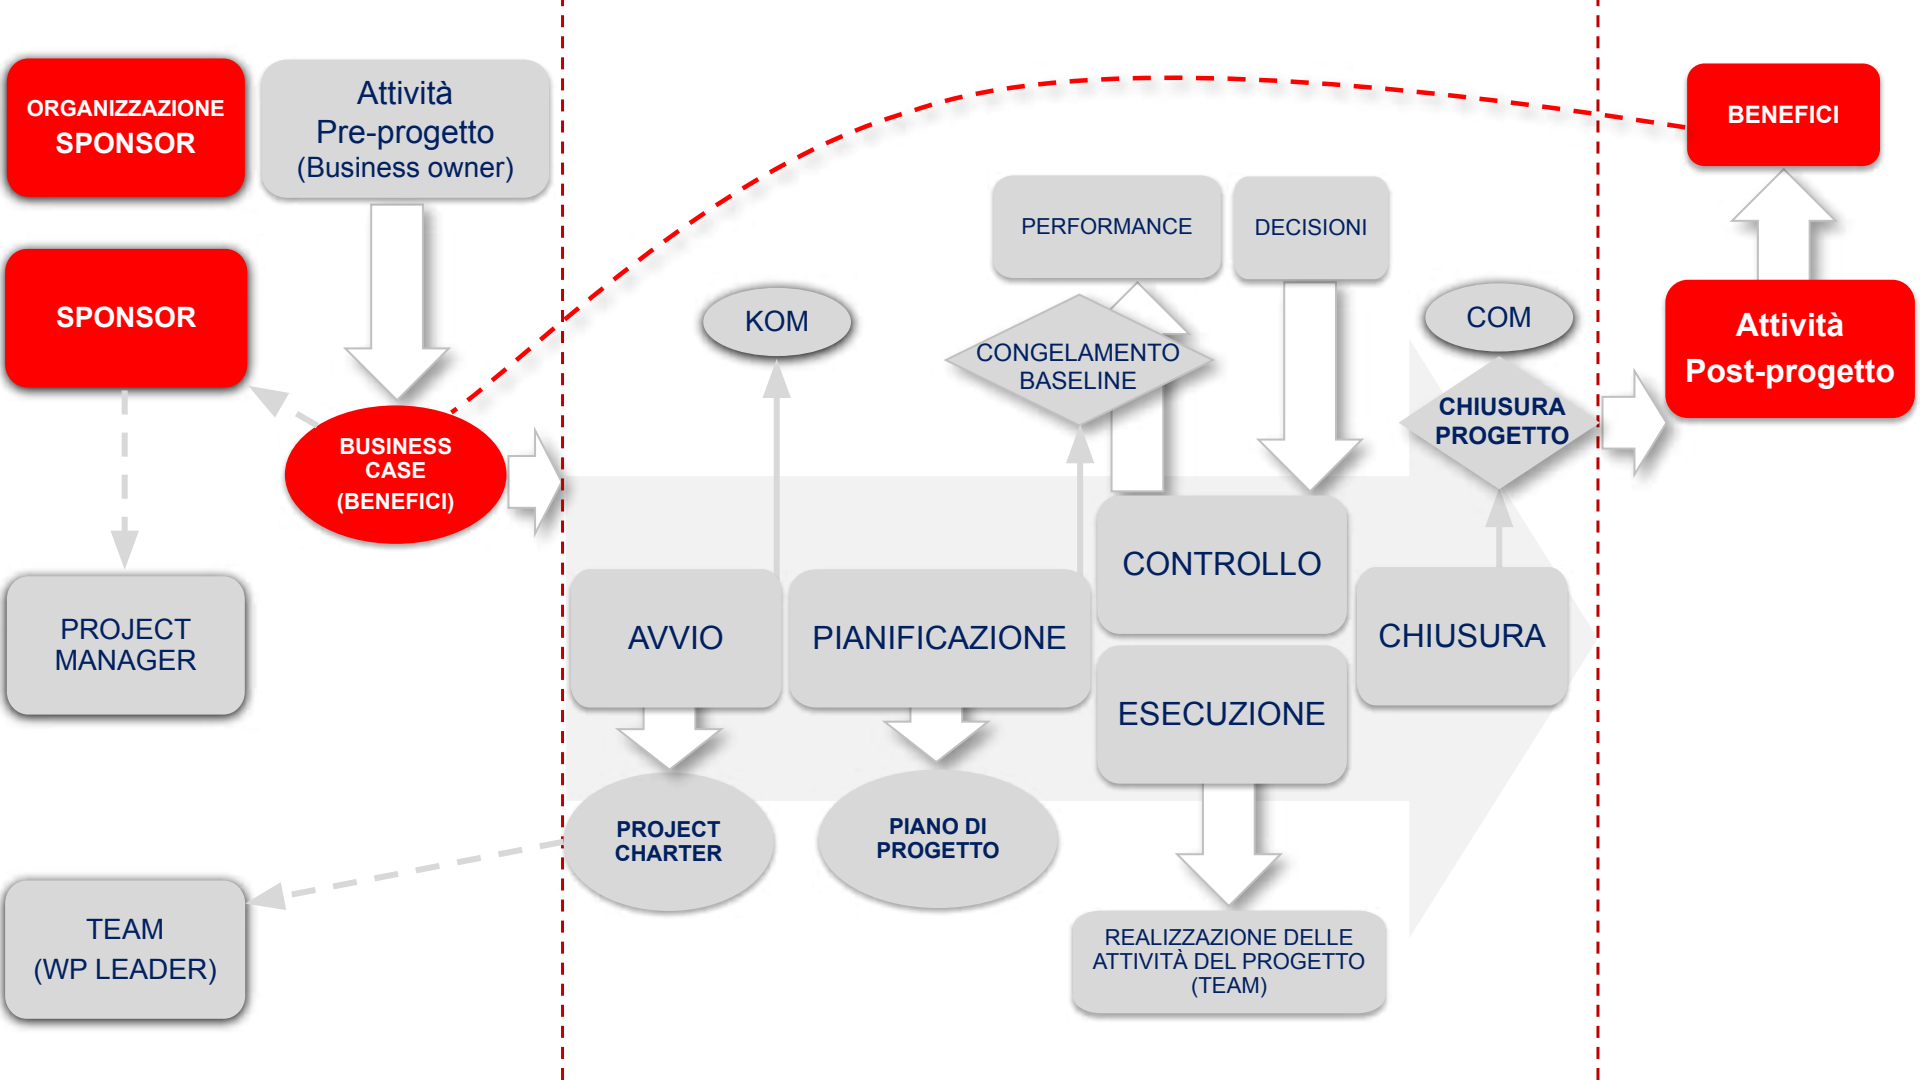 ORGANIZZAZIONE
SPONSOR
Attività
Pre-progetto
(Business owner)
SPONSOR
BUSINESS
CASE
(BENEFICI)
PROJECT
MANAGER
TEAM
(WP LEADER)
KOM
PERFORMANCE
DECISIONI
CONGELAMENTO
BASELINE
COM
CHIUSURA
PROGETTO
AVVIO
PIANIFICAZIONE
CONTROLLO
ESECUZIONE
CHIUSURA
PROJECT
CHARTER
PIANO DI
PROGETTO
REALIZZAZIONE DELLE
ATTIVITÀ DEL PROGETTO
(TEAM)
BENEFICI
Attività
Post-progetto